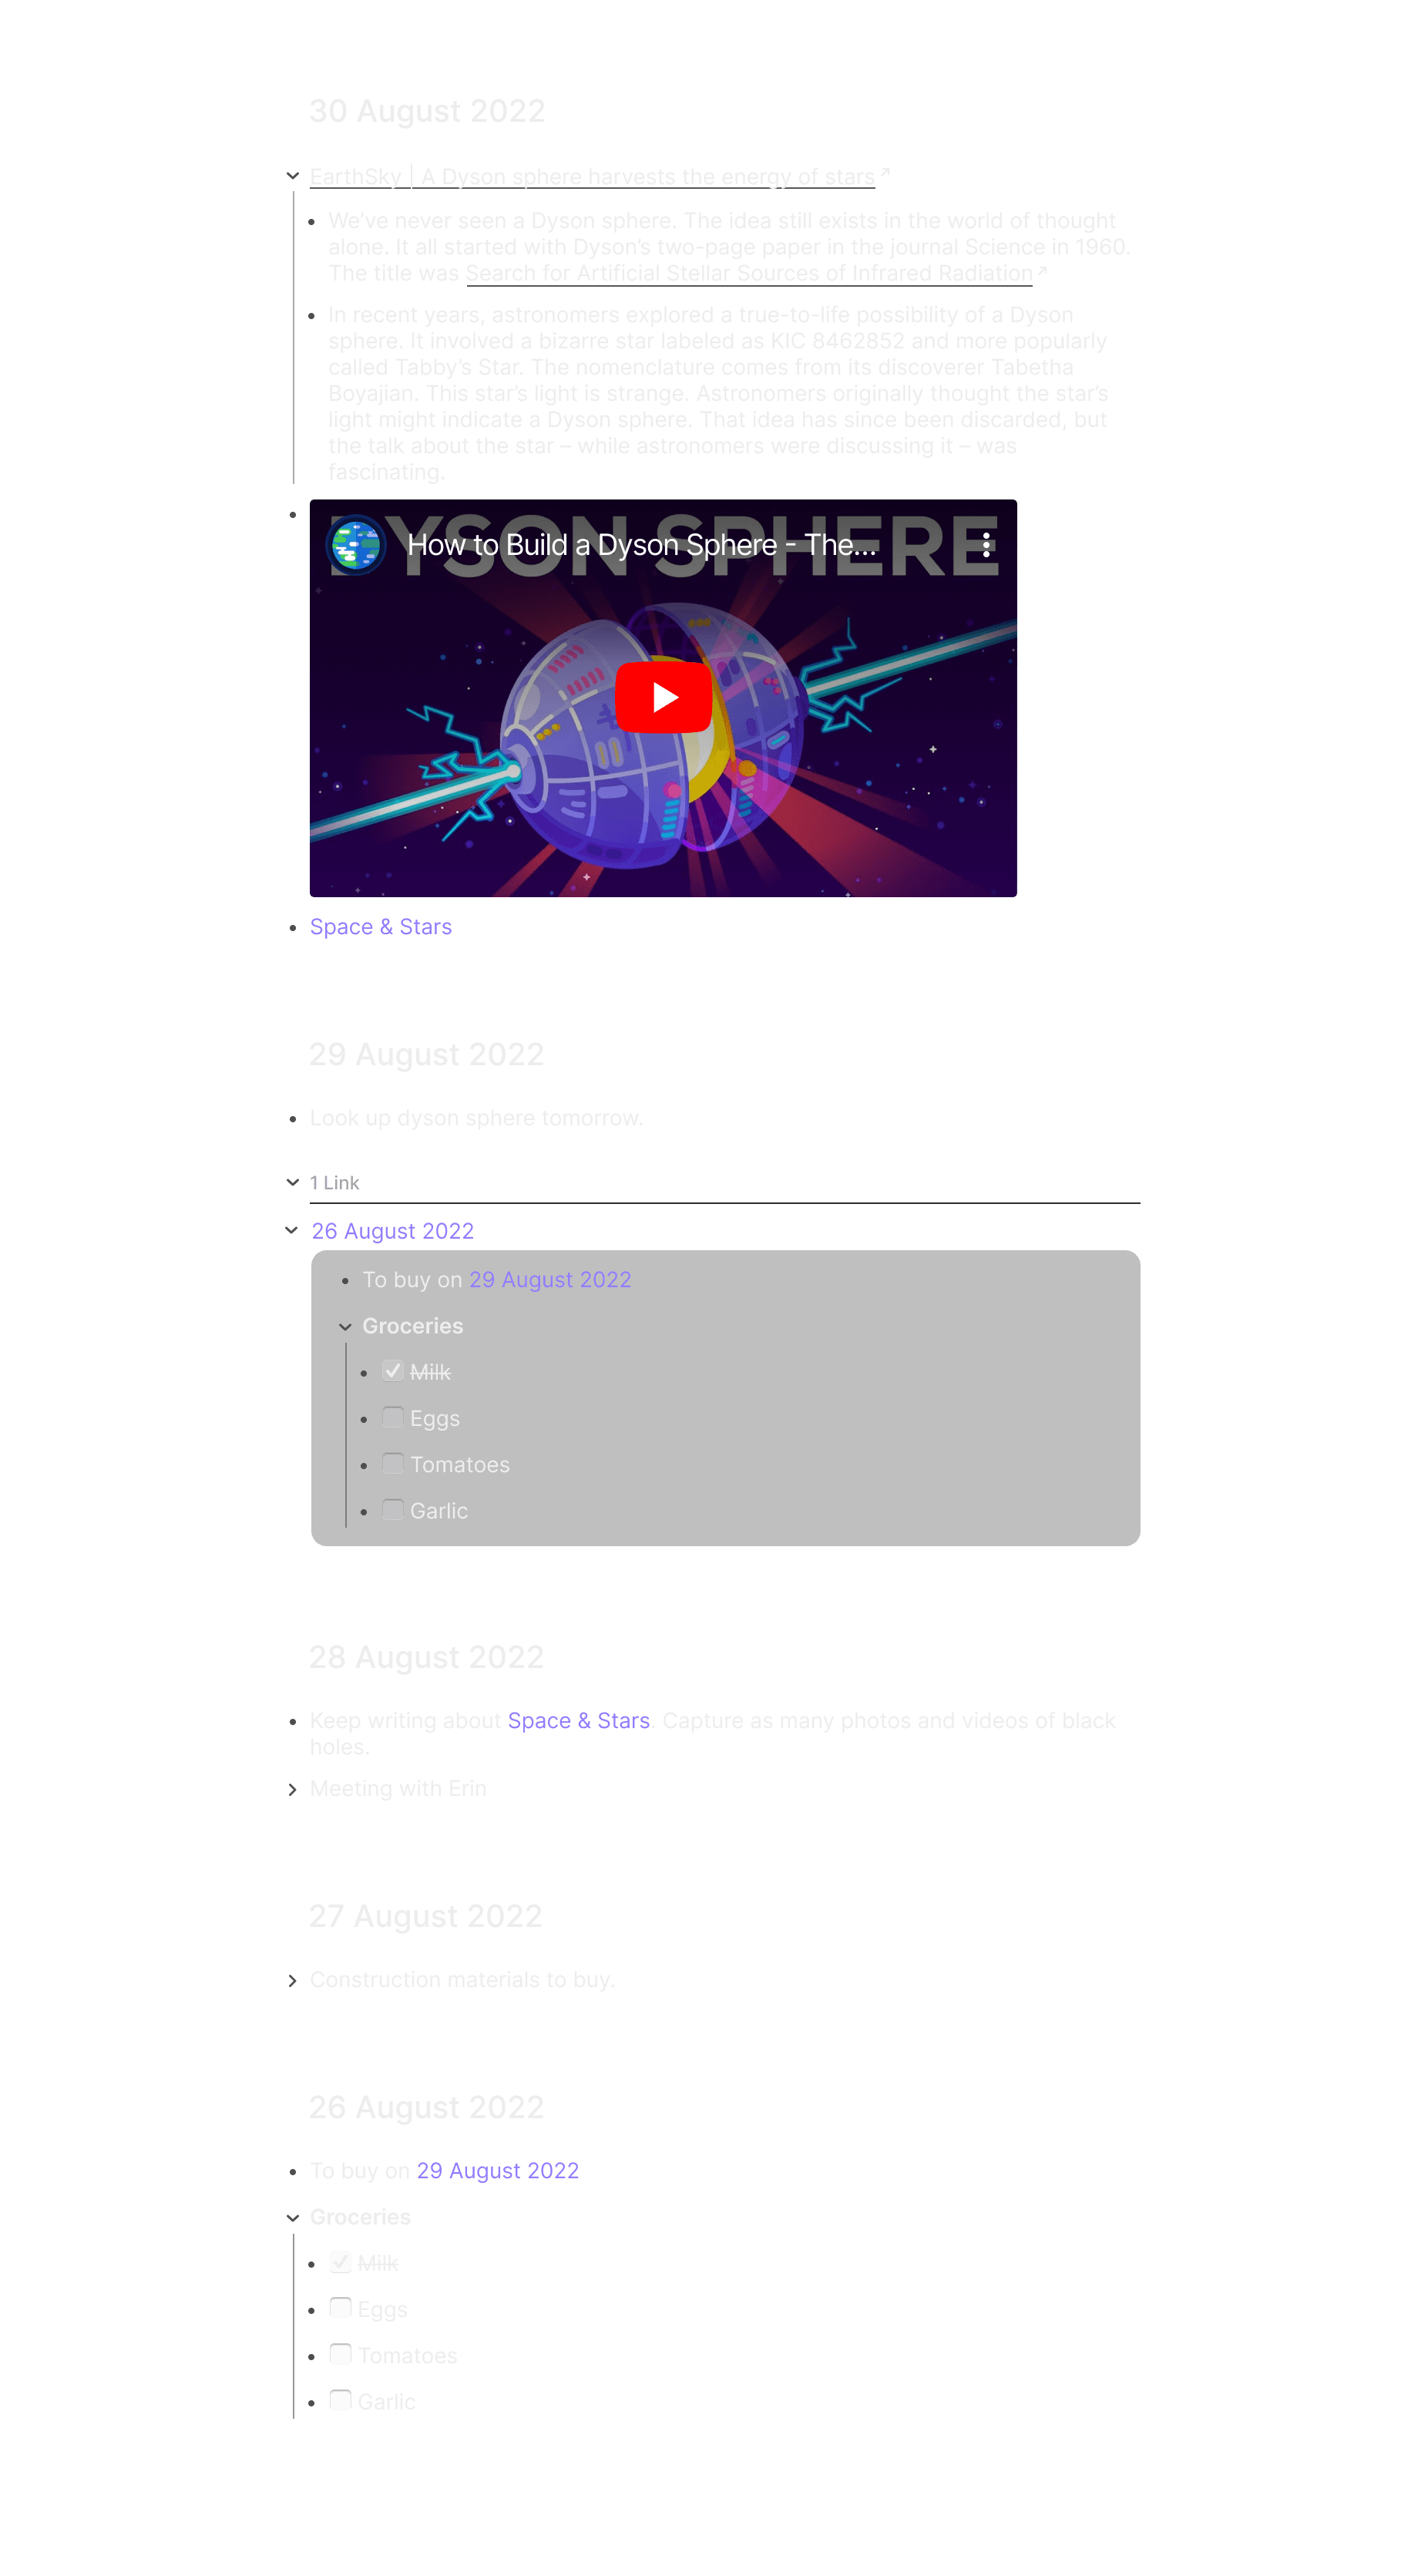 30 August 2022
EarthSky | A Dyson sphere harvests the energy of stars
We’ve never seen a Dyson sphere. The idea still exists in the world of thought
alone. It all started with Dyson’s two-page paper in the journal Science in 1960.
The title was Search for Artificial Stellar Sources of Infrared Radiation
In recent years, astronomers explored a true-to-life possibility of a Dyson
sphere. It involved a bizarre star labeled as KIC 8462852 and more popularly
called Tabby’s Star. The nomenclature comes from its discoverer Tabetha
Boyajian. This star’s light is strange. Astronomers originally thought the star’s
light might indicate a Dyson sphere. That idea has since been discarded, but
the talk about the star – while astronomers were discussing it – was
fascinating.
DYSON SPHERE
How to Build a Dyson Sphere - The...
Space & Stars
29 August 2022
Look up dyson sphere tomorrow.
1 Link
26 August 2022
To buy on 29 August 2022
Groceries
Milk
Eggs
Tomatoes
Garlic
28 August 2022
Keep writing about Space & Stars. Capture as many photos and videos of black
holes.
Meeting with Erin
27 August 2022
Construction materials to buy.
26 August 2022
To buy on 29 August 2022
Groceries
Milk
Eggs
Tomatoes
Garlic